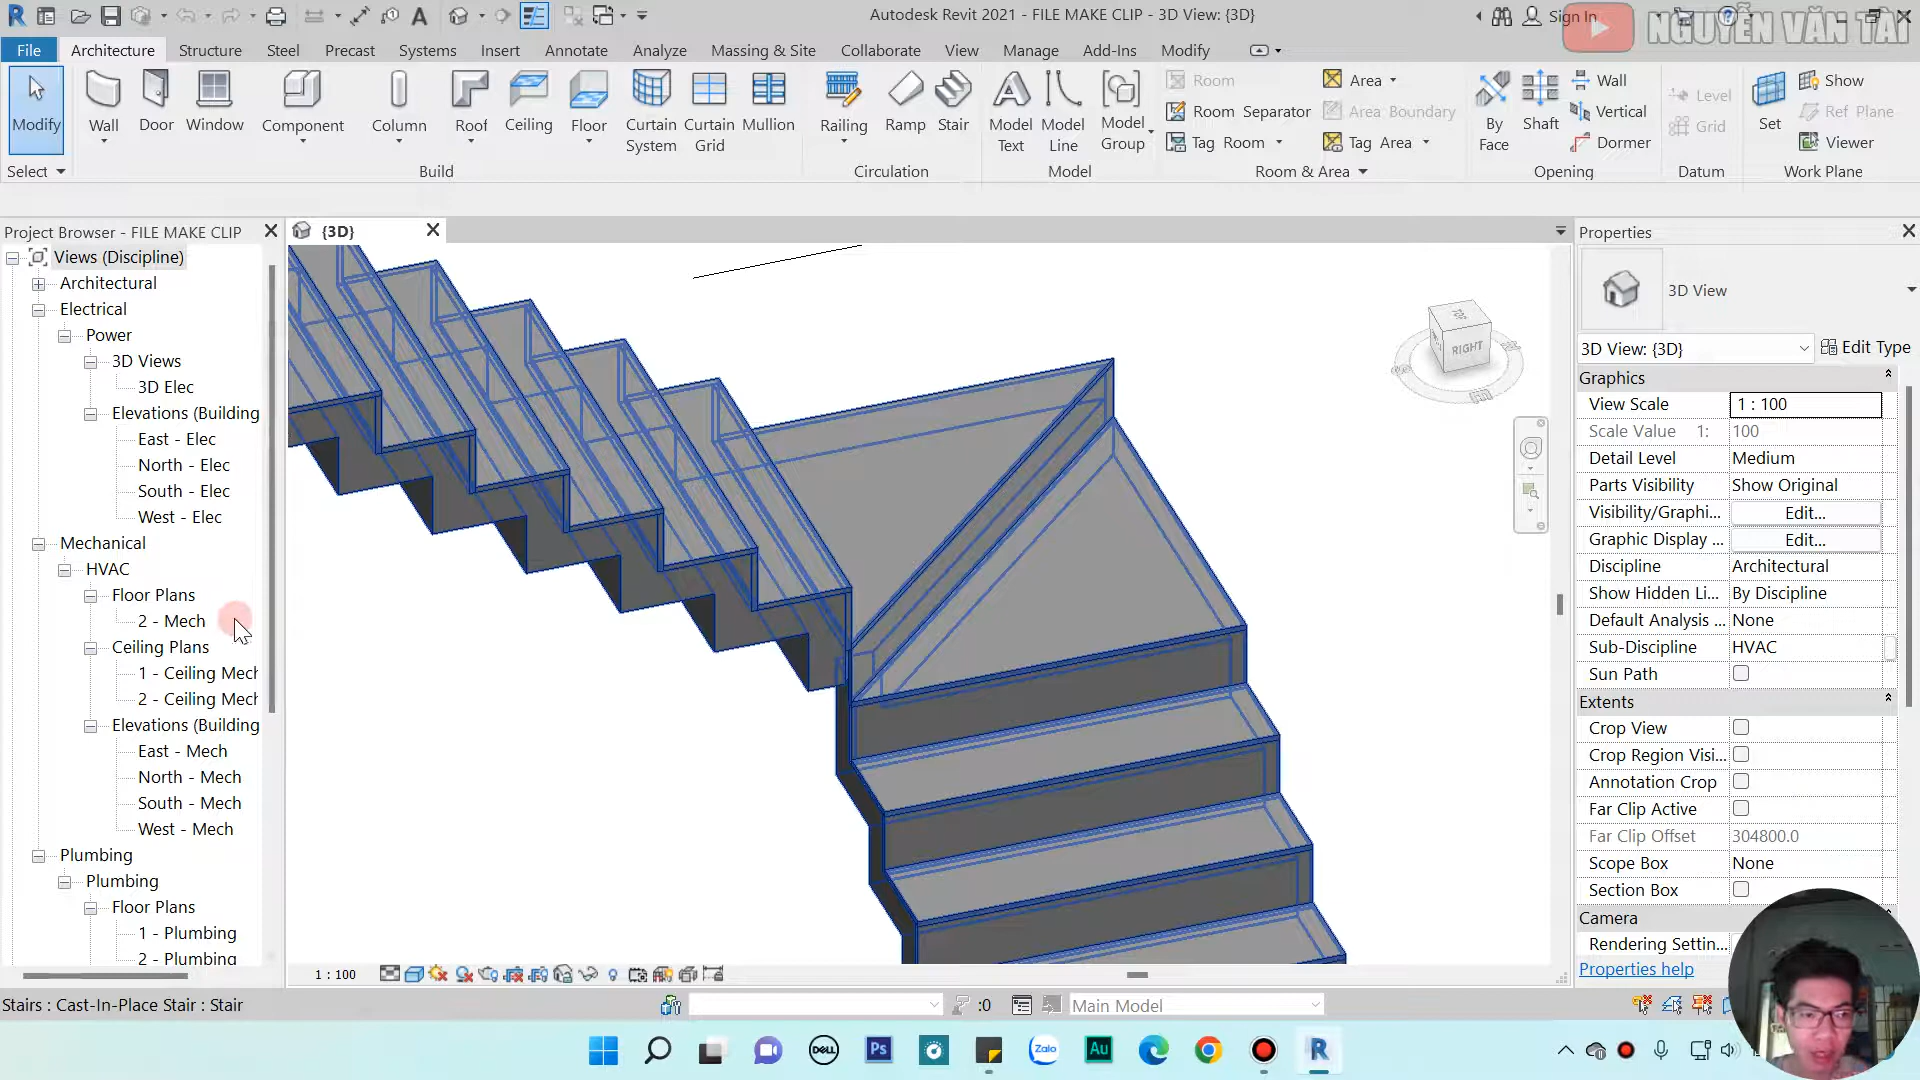 Autodesk Revit 2021 - FILE MAKE CLIP - 3D View: {3D}
Sign In
NGUYỄN VĂN TÀI
File Architecture Structure Steel Precast Systems Insert Annotate Analyze Massing & Site Collaborate View Manage Add-Ins Modify
Modify Wall Door Window Component Column Roof Ceiling Floor Curtain System Curtain Grid Mullion Railing Ramp Stair Model Text Model Line Model Group
Room Area
Room Separator Area Boundary
Tag Room Tag Area
By Face Shaft Wall Vertical Dormer
Level Grid
Set Show Ref Plane Viewer
Select Build Circulation Model Room & Area Opening Datum Work Plane
Project Browser - FILE MAKE CLIP
{3D}
Properties
Views (Discipline)
Architectural
Electrical
Power
3D Views
3D Elec
Elevations (Building
East - Elec
North - Elec
South - Elec
West - Elec
Mechanical
HVAC
Floor Plans
2 - Mech
Ceiling Plans
1 - Ceiling Mech
2 - Ceiling Mech
Elevations (Building
East - Mech
North - Mech
South - Mech
West - Mech
Plumbing
Plumbing
Floor Plans
1 - Plumbing
2 - Plumbing
TOP
RIGHT
3D View
3D View: {3D} Edit Type
Graphics
View Scale 1 : 100
Scale Value 1: 100
Detail Level Medium
Parts Visibility Show Original
Visibility/Graphi... Edit...
Graphic Display ... Edit...
Discipline Architectural
Show Hidden Li... By Discipline
Default Analysis ... None
Sub-Discipline HVAC
Sun Path
Extents
Crop View
Crop Region Visi...
Annotation Crop
Far Clip Active
Far Clip Offset 304800.0
Scope Box None
Section Box
Camera
Rendering Settin...
Properties help
1 : 100
Stairs : Cast-In-Place Stair : Stair
:0
Main Model
DELL
Ps
Zalo
Au
R